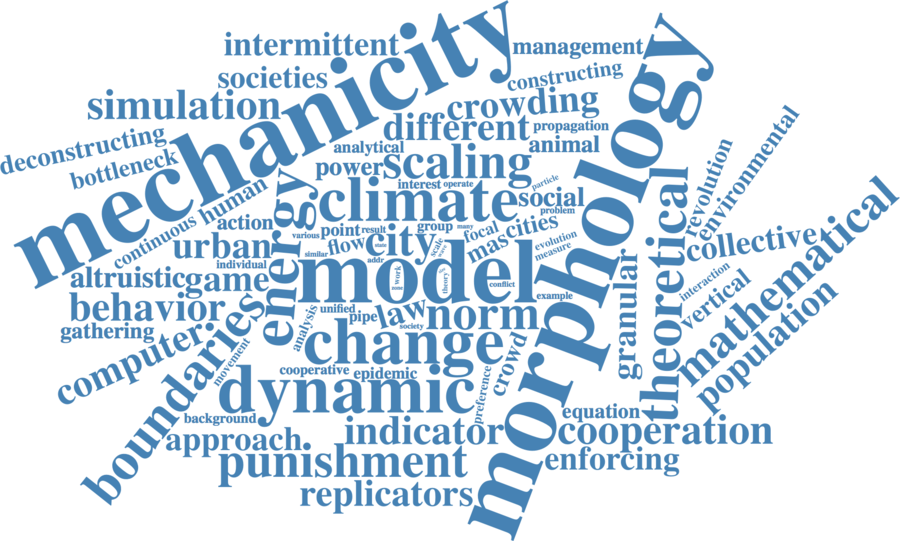 mechanicity
intermittent
management
societies
constructing
simulation
crowding
morphology
different
propagation
deconstructing
analytical
animal
bottleneck
power
scaling
environmental
revolution
interest
operate
particle
continuous
human
energy
climate
social
problem
action
various
point
result
group
many
focal
mas
cities
urban
similar
flow
state
city
scale
evolution
measure
collective
individual
addr
altruistic
game
model
work
none
theory
conflict
example
interaction
granular
theoretical
mathematical
vertical
behavior
unified
pipe
law
society
norm
gathering
boundaries
analysis
change
crowd
population
computer
movement
cooperative
epidemic
preference
dynamic
background
equation
approach
indicator
cooperation
punishment
enforcing
replicators